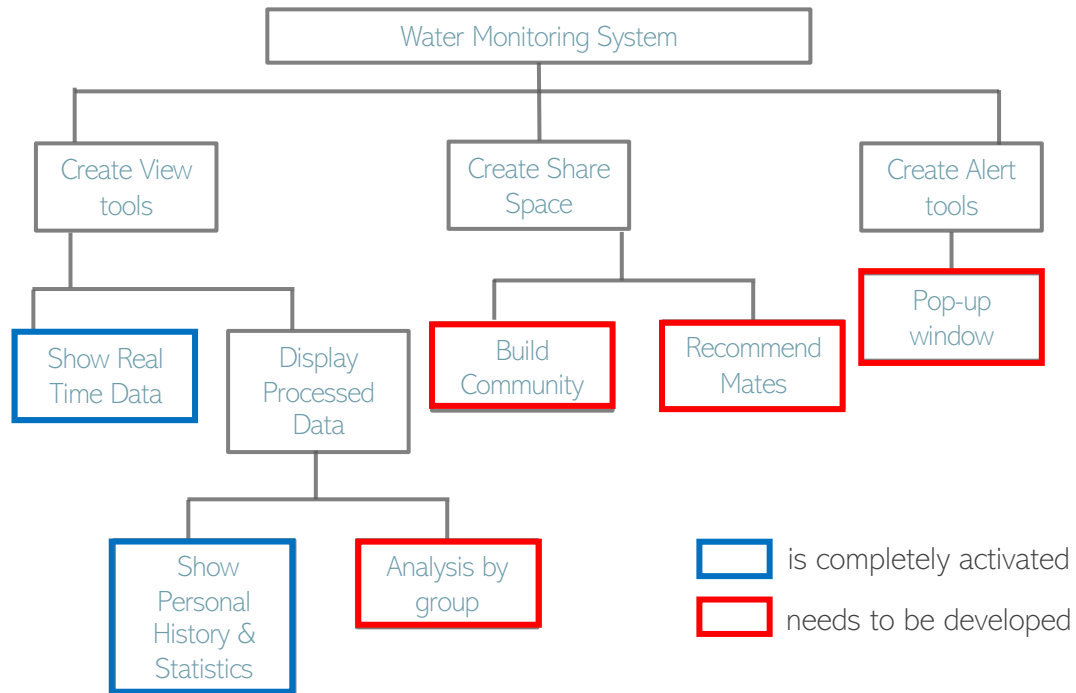 Water Monitoring System
Create View
tools
Create Share
Space
Create Alert
tools
Show Real
Time Data
Display
Processed
Data
Build
Community
Recommend
Mates
Pop-up
window
Show
Personal
History &
Statistics
Analysis by
group
is completely activated
needs to be developed